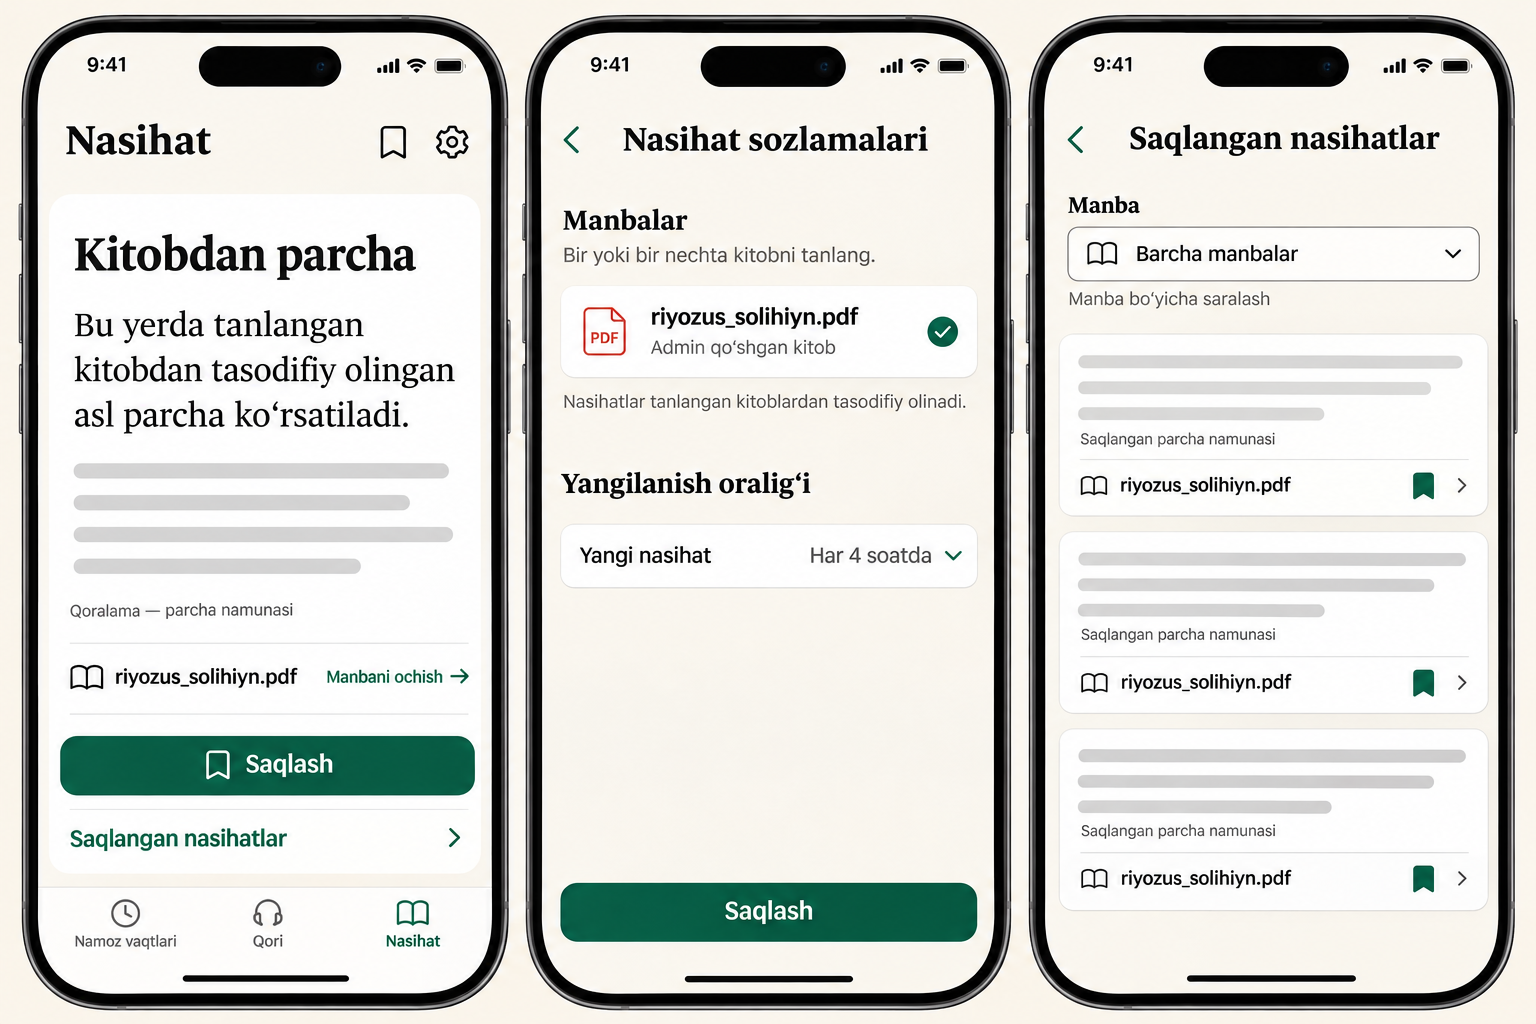 9:41
Nasihat
Kitobdan parcha
Bu yerda tanlangan
kitobdan tasodifiy olingan
asl parcha ko‘rsatiladi.
Qoralama — parcha namunasi
riyozus_solihiyn.pdf
Manbani ochish →
Saqlash
Saqlangan nasihatlar
Namoz vaqtlari
Qori
Nasihat
9:41
Nasihat sozlamalari
Manbalar
Bir yoki bir nechta kitobni tanlang.
PDF
riyozus_solihiyn.pdf
Admin qo‘shgan kitob
Nasihatlar tanlangan kitoblardan tasodifiy olinadi.
Yangilanish oralig‘i
Yangi nasihat
Har 4 soatda
Saqlash
9:41
Saqlangan nasihatlar
Manba
Barcha manbalar
Manba bo‘yicha saralash
Saqlangan parcha namunasi
riyozus_solihiyn.pdf
Saqlangan parcha namunasi
riyozus_solihiyn.pdf
Saqlangan parcha namunasi
riyozus_solihiyn.pdf